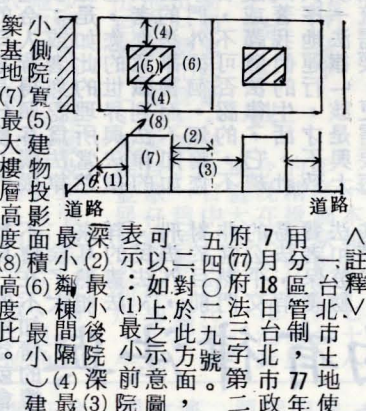 (4)
(5)
(6)
(4)
(8)
(2)
(7)
(3)
θ
(1)
道路
道路
＜註釋＞
一、台北市土地使
用分區管制，77年
7月18日台北市政
府(77)府法三字第二
五四〇二九號。
二、對於此方面，
可以如上之示意圖
表示：(1)最小前院
深(2)最小後院深(3)
最小鄰棟間隔(4)最
小側院寬(5)建物投影面積(6)（最小）建
築基地(7)最大樓層高度(8)高度比。